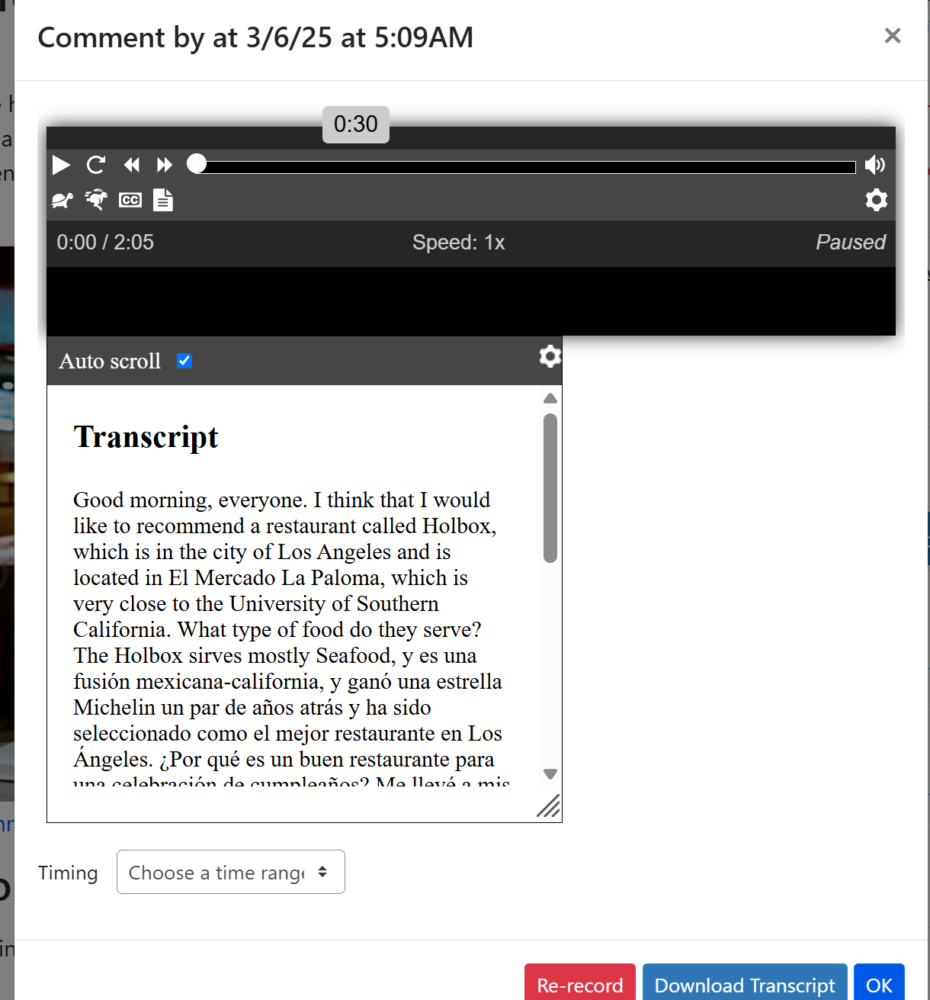 Comment by at 3/6/25 at 5:09AM
×
0:30
CC
0:00 / 2:05
Speed: 1x
Paused
Auto scroll
Transcript
Good morning, everyone. I think that I would
like to recommend a restaurant called Holbox,
which is in the city of Los Angeles and is
located in El Mercado La Paloma, which is
very close to the University of Southern
California. What type of food do they serve?
The Holbox sirves mostly Seafood, y es una
fusión mexicana-california, y ganó una estrella
Michelin un par de años atrás y ha sido
seleccionado como el mejor restaurante en Los
Ángeles. ¿Por qué es un buen restaurante para
una celebración de cumpleaños? Me llevé a mis
Timing
Choose a time range
Re-record
Download Transcript
OK